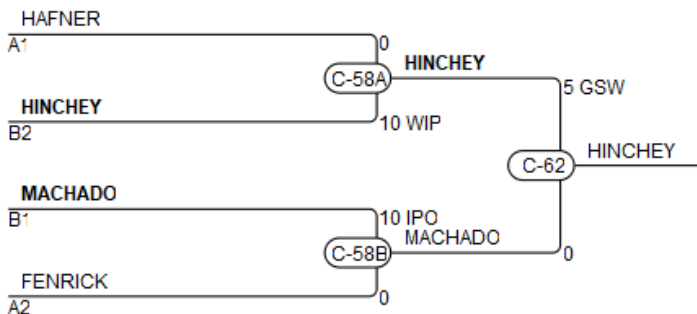 HAFNER
A1
0
C-58A
HINCHEY
5 GSW
HINCHEY
B2
10 WIP
C-62
HINCHEY
MACHADO
B1
10 IPO
C-58B
MACHADO
0
FENRICK
A2
0